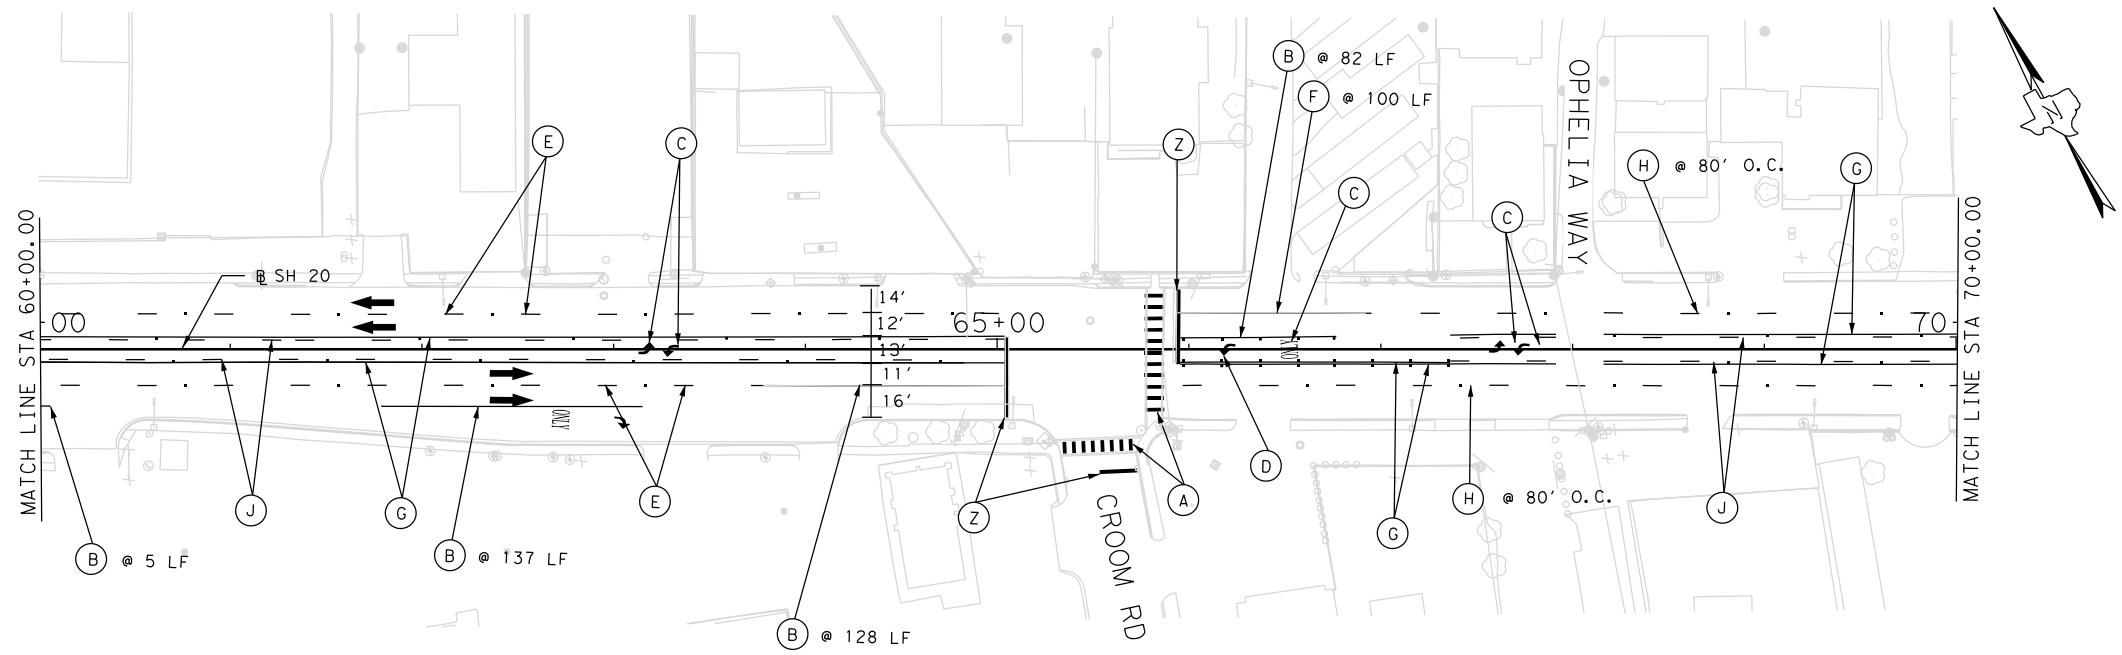 B @ 82 LF
F @ 100 LF
E
C
Z
OPHELIA WAY
H @ 80' O.C.
G
C
C
MATCH LINE STA 60+00.00
MATCH LINE STA 70+00.00
B SH 20
14'
12'
13'
11'
16'
00
65+00
70
ONLY
ONLY
J
G
E
Z
A
D
H @ 80' O.C.
J
G
B @ 5 LF
B @ 137 LF
B @ 128 LF
CROOM RD
N